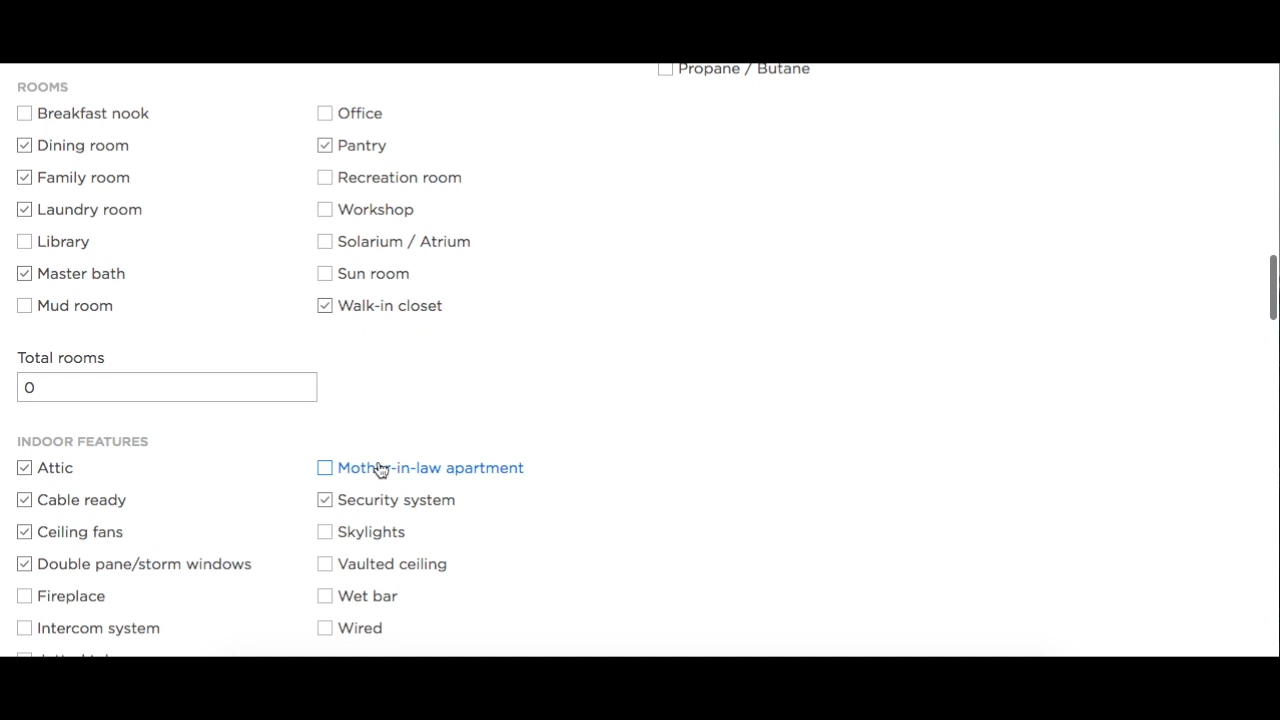 Propane / Butane
ROOMS
Breakfast nook
Office
Dining room
Pantry
Family room
Recreation room
Laundry room
Workshop
Library
Solarium / Atrium
Master bath
Sun room
Mud room
Walk-in closet
Total rooms
0
INDOOR FEATURES
Attic
Mother-in-law apartment
Cable ready
Security system
Ceiling fans
Skylights
Double pane/storm windows
Vaulted ceiling
Fireplace
Wet bar
Intercom system
Wired